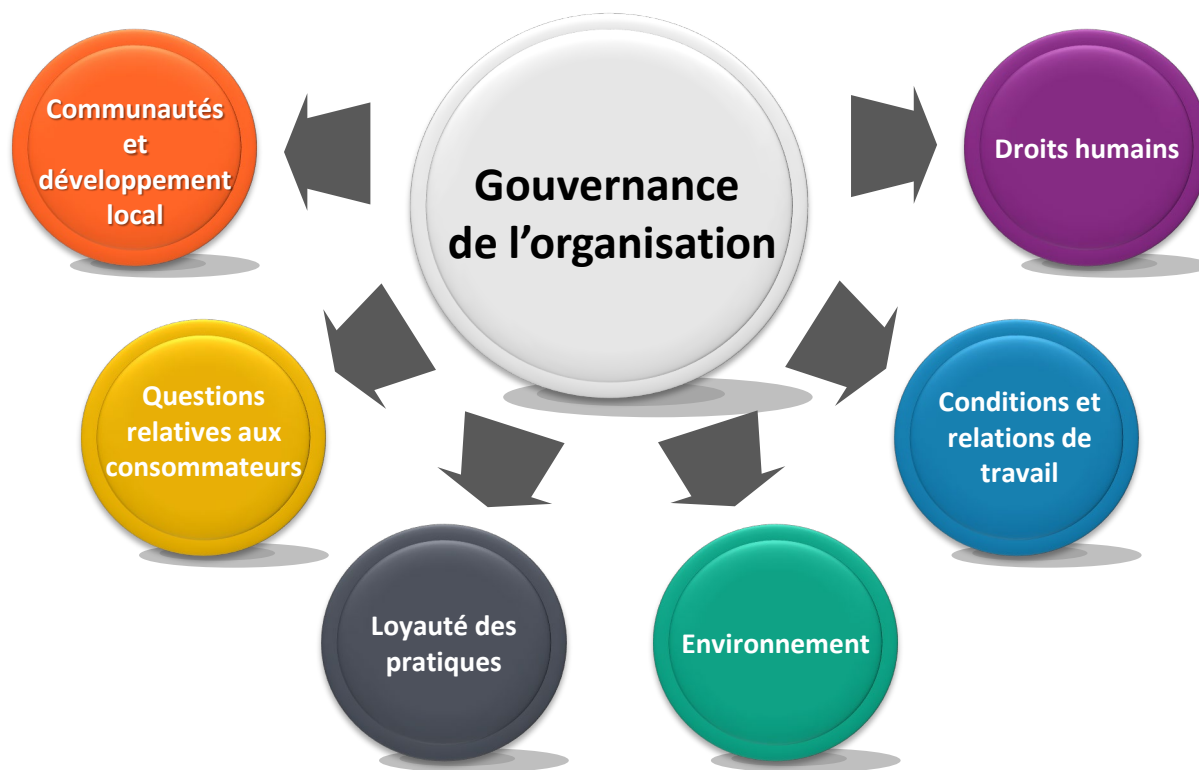 Gouvernance
de l’organisation
Communautés
et
développement
local
Droits humains
Questions
relatives aux
consommateurs
Conditions et
relations de
travail
Loyauté des
pratiques
Environnement